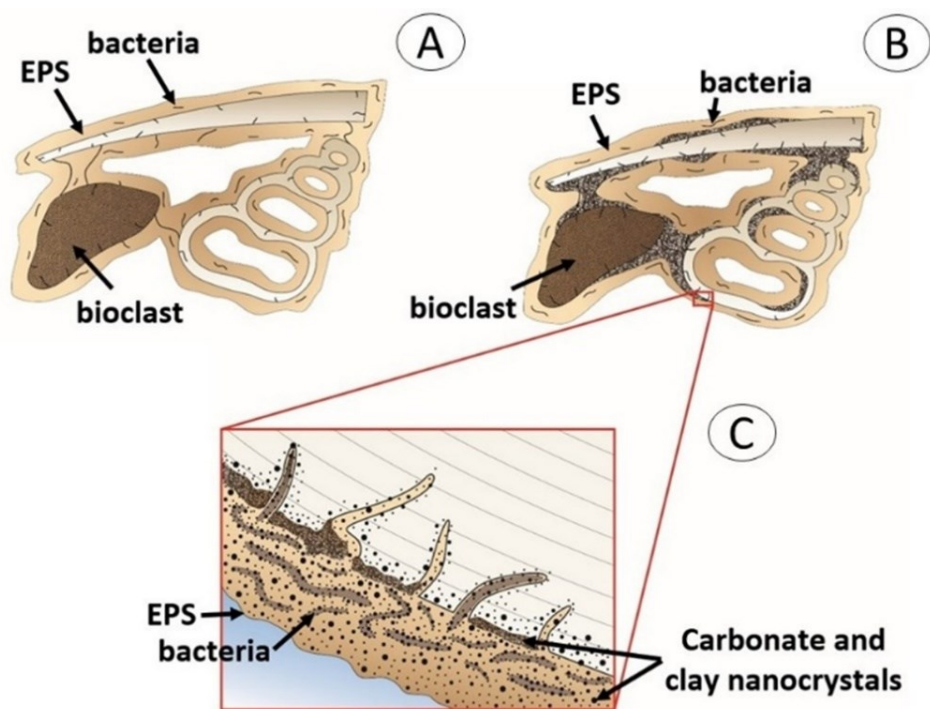 A
bacteria
EPS
bioclast
B
bacteria
EPS
bioclast
C
EPS
bacteria
Carbonate and
clay nanocrystals